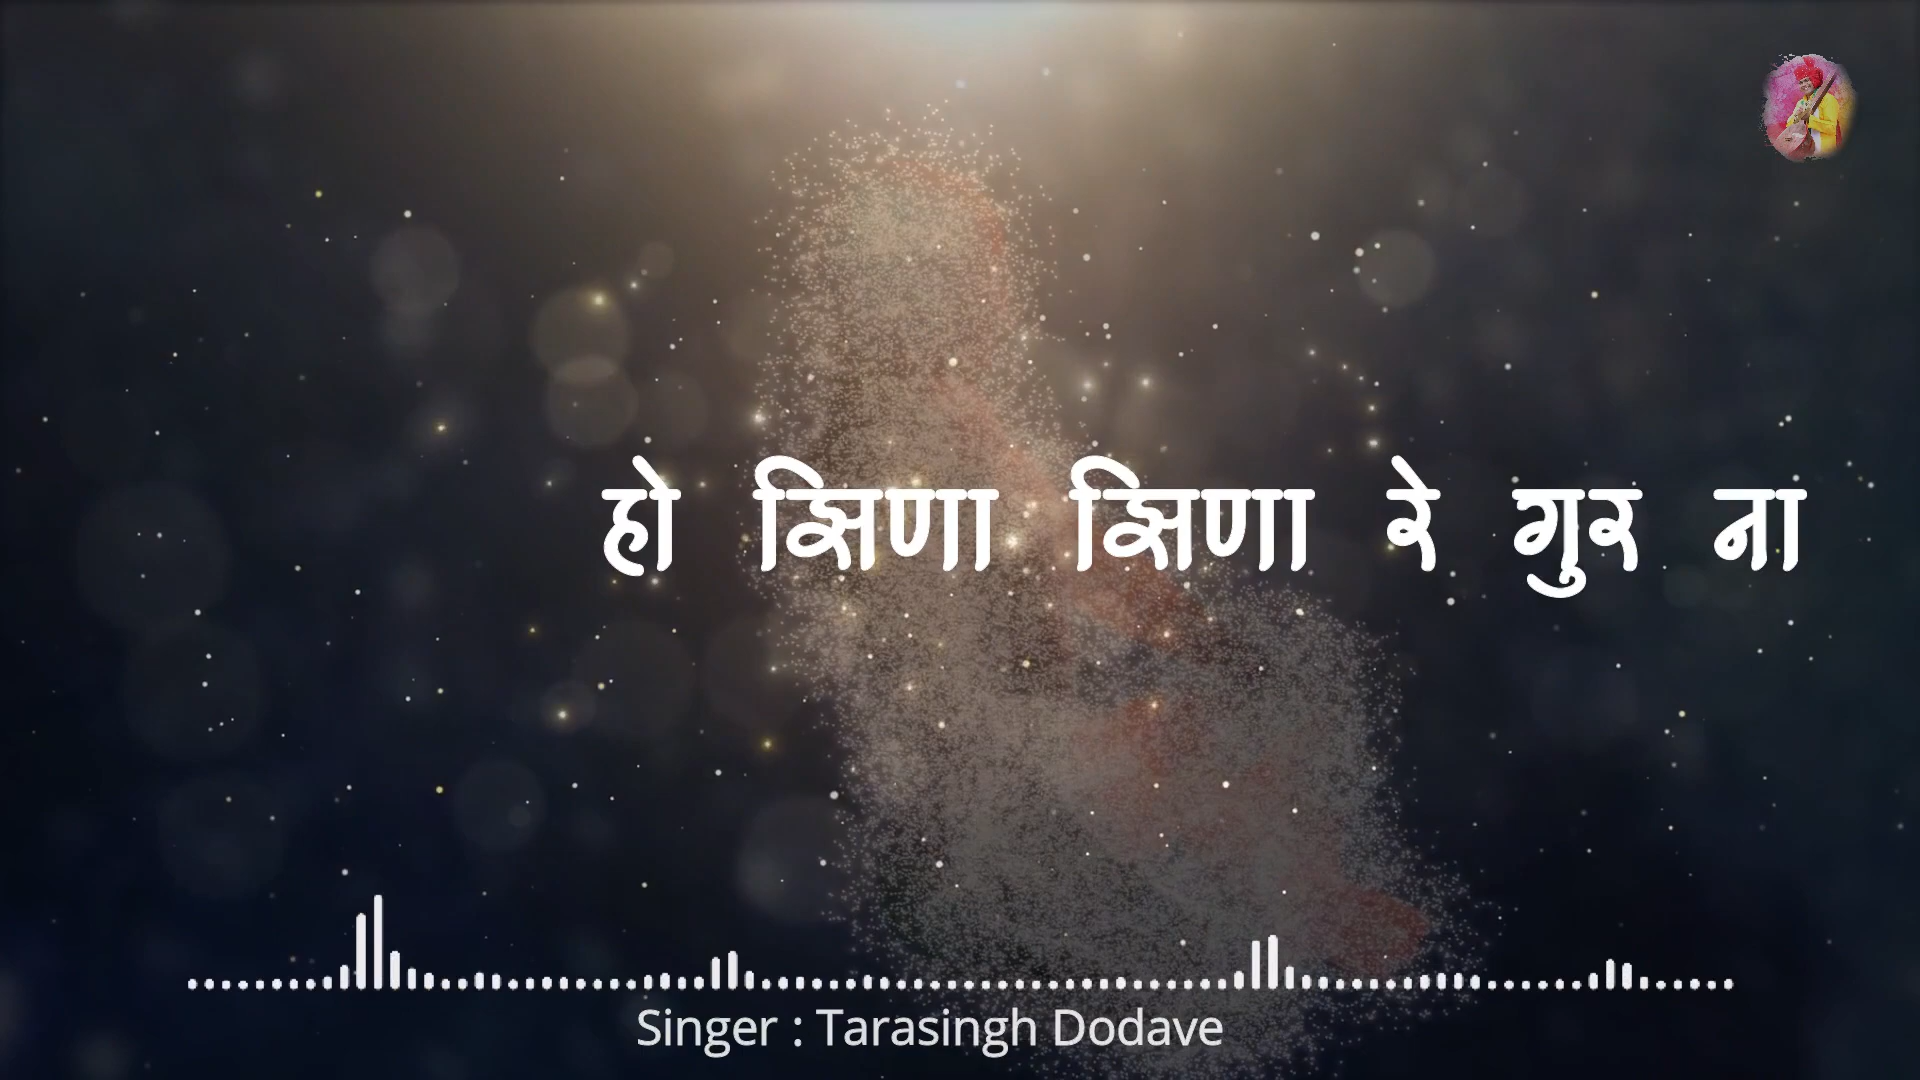 हो झिणा झिणा रे गुर ना
Singer : Tarasingh Dodave